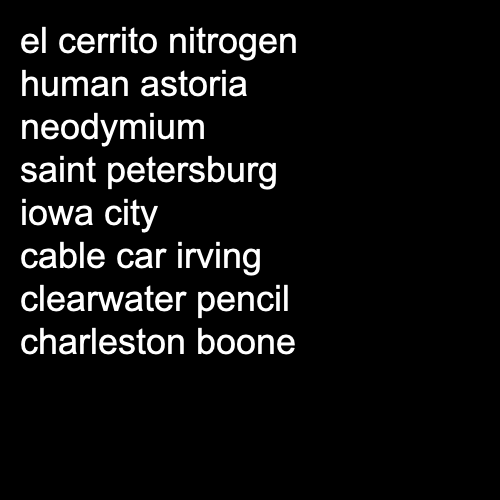 el cerrito nitrogen
human astoria
neodymium
saint petersburg
iowa city
cable car irving
clearwater pencil
charleston boone